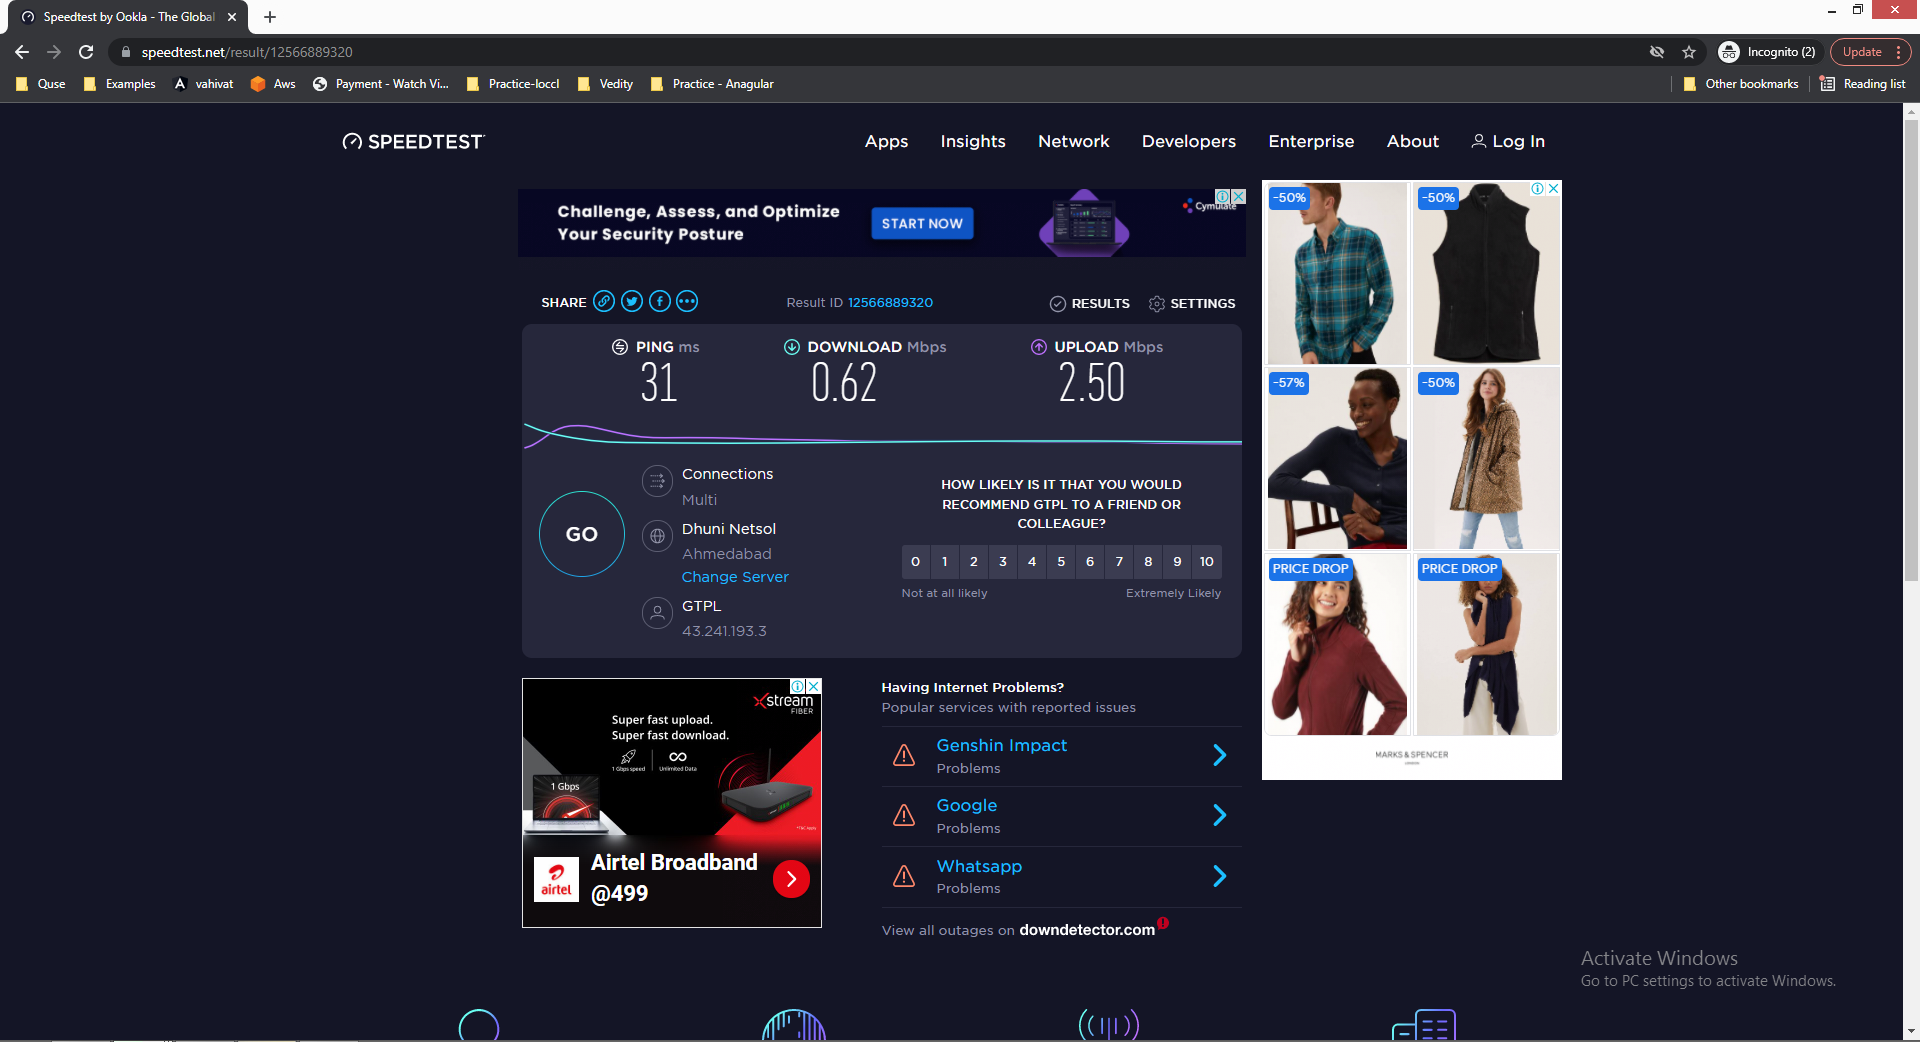 Speedtest by Ookla - The Global
speedtest.net/result/12566889320
Incognito (2)
Update
Quse
Examples
vahivat
Aws
Payment - Watch Vi...
Practice-loccl
Vedity
Practice - Anagular
Other bookmarks
Reading list
SPEEDTEST
Apps
Insights
Network
Developers
Enterprise
About
Log In
Challenge, Assess, and Optimize
Your Security Posture
START NOW
Cymulate
SHARE
Result ID 12566889320
RESULTS
SETTINGS
PING ms
31
DOWNLOAD Mbps
0.62
UPLOAD Mbps
2.50
GO
Connections
Multi
Dhuni Netsol
Ahmedabad
Change Server
GTPL
43.241.193.3
HOW LIKELY IS IT THAT YOU WOULD
RECOMMEND GTPL TO A FRIEND OR
COLLEAGUE?
0 1 2 3 4 5 6 7 8 9 10
Not at all likely
Extremely Likely
-50%
-50%
-57%
-50%
PRICE DROP
PRICE DROP
MARKS & SPENCER
LONDON
Xstream
FIBER
Super fast upload.
Super fast download.
1 Gbps speed
Unlimited Data
1 Gbps
*T&C Apply
airtel
Airtel Broadband
@499
Having Internet Problems?
Popular services with reported issues
Genshin Impact
Problems
Google
Problems
Whatsapp
Problems
View all outages on downdetector.com
Activate Windows
Go to PC settings to activate Windows.